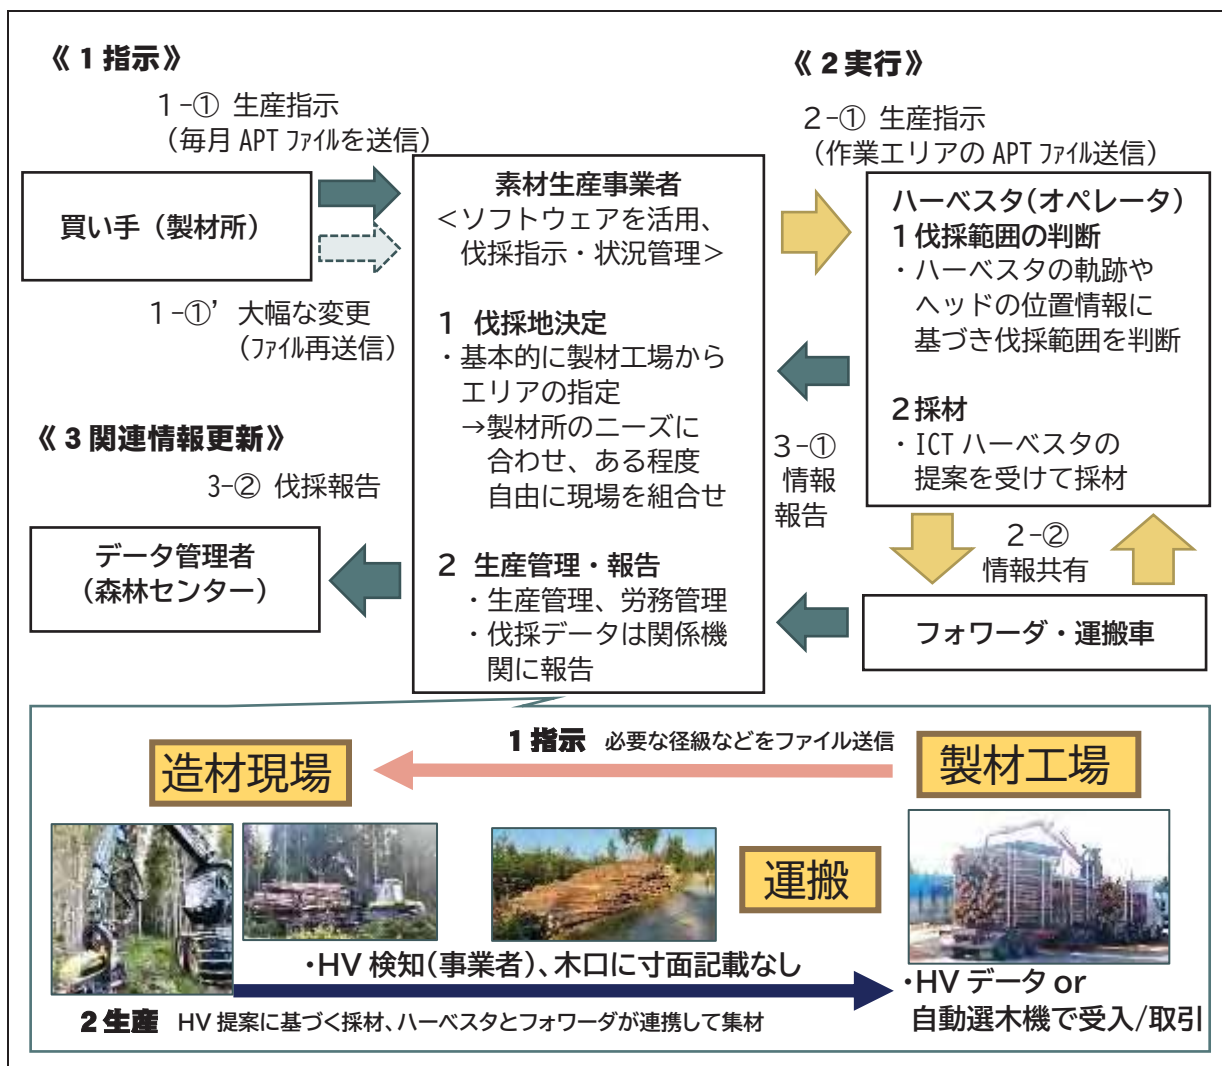 《1指示》
1-① 生産指示
(毎月 APT ファイルを送信)
買い手(製材所)
1-①’ 大幅な変更
(ファイル再送信)
素材生産事業者
<ソフトウェアを活用、
伐採指示・状況管理>
1 伐採地決定
・基本的に製材工場から
エリアの指定
→製材所のニーズに
合わせ、ある程度
自由に現場を組合せ
2 生産管理・報告
・生産管理、労務管理
・伐採データは関係機
関に報告
《2実行》
2-① 生産指示
(作業エリアの APT ファイル送信)
ハーベスタ(オペレータ)
1伐採範囲の判断
・ハーベスタの軌跡や
ヘッドの位置情報に
基づき伐採範囲を判断
2採材
・ICT ハーベスタの
提案を受けて採材
2-②
情報共有
フォワーダ・運搬車
3-①
情報
報告
《3関連情報更新》
3-② 伐採報告
データ管理者
(森林センター)
1指示 必要な径級などをファイル送信
造材現場
製材工場
運搬
・HV 検知(事業者)、木口に寸面記載なし
・HV データ or
自動選木機で受入/取引
2生産 HV 提案に基づく採材、ハーベスタとフォワーダが連携して集材